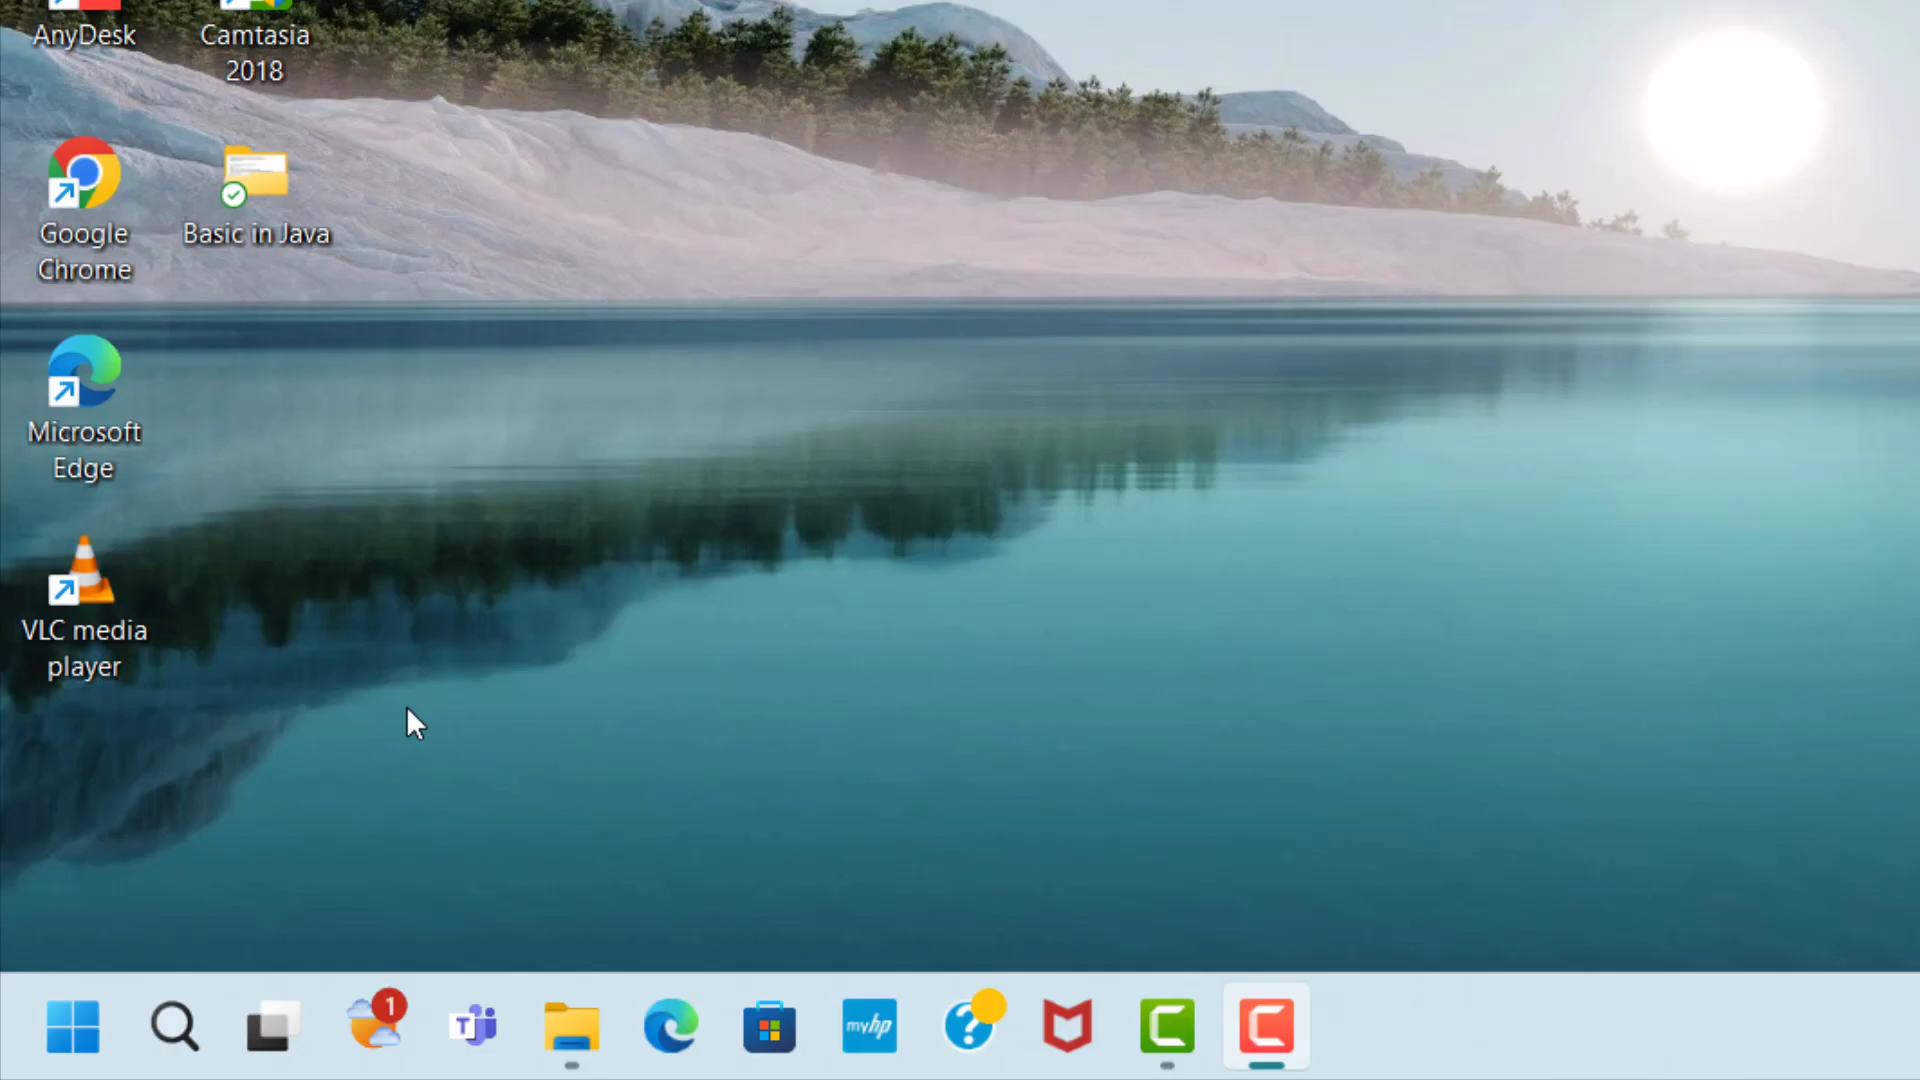 AnyDesk
Camtasia
2018
Google
Chrome
Basic in Java
Microsoft
Edge
VLC media
player
1
T
myhp
?